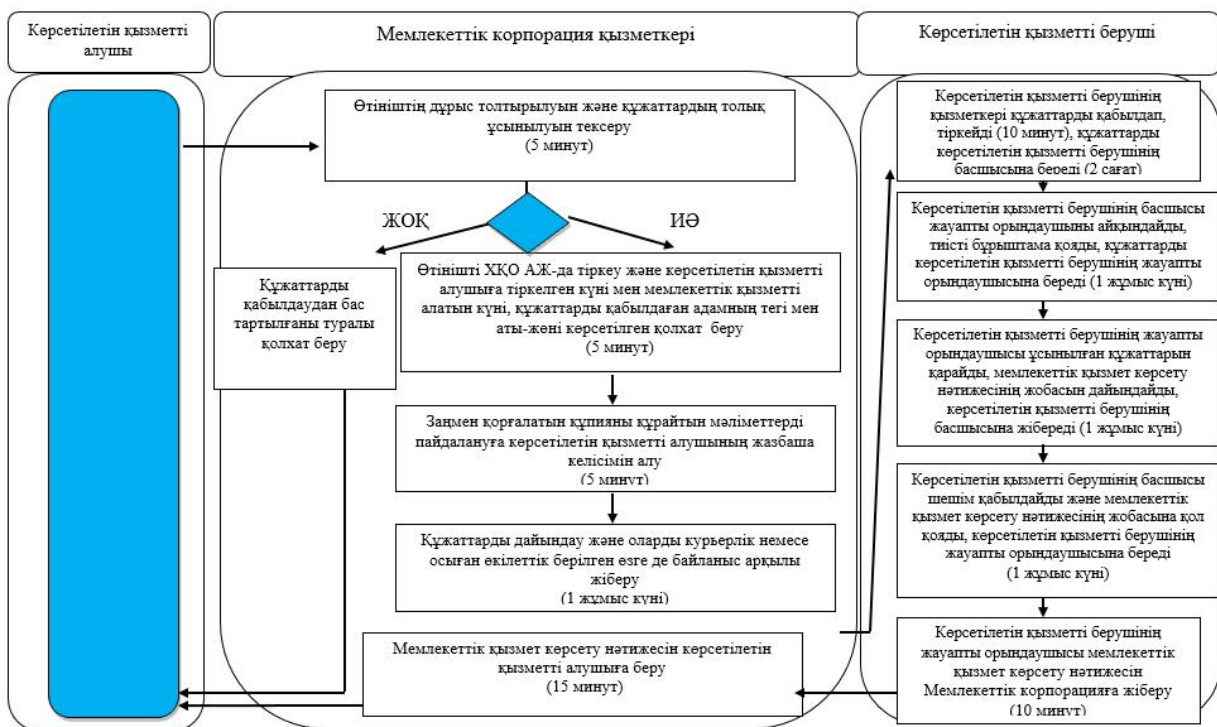 Көрсетілетін қызметті
алушы
Мемлекеттік корпорация қызметкері
Көрсетілетін қызметті беруші
Өтініштің дұрыс толтырылуын және құжаттардың толық
ұсынылуын тексеру
(5 минут)
ЖОҚ
ИӘ
Құжаттарды
қабылдаудан бас
тартылғаны туралы
қолхат беру
Өтінішті ХҚО АЖ-да тіркеу және көрсетілетін қызметті
алушыға тіркелген күні мен мемлекеттік қызметті
алатын күні, құжаттарды қабылдаған адамның тегі мен
аты-жөні көрсетілген қолхат беру
(5 минут)
Заңмен қорғалатын құпияны құрайтын мәліметтерді
пайдалануға көрсетілетін қызметті алушының жазбаша
келісімін алу
(5 минут)
Құжаттарды дайындау және оларды курьерлік немесе
осыған өкілеттік берілген өзге де байланыс арқылы
жіберу
(1 жұмыс күні)
Мемлекеттік қызмет көрсету нәтижесін көрсетілетін
қызметті алушыға беру
(15 минут)
Көрсетілетін қызметті берушінің
қызметкері құжаттарды қабылдап,
тіркейді (10 минут), құжаттарды
көрсетілетін қызметті берушінің
басшысына береді (2 сағат)
Көрсетілетін қызметті берушінің басшысы
жауапты орындаушыны айқындайды,
тиісті бұрыштама қояды, құжаттарды
көрсетілетін қызметті берушінің жауапты
орындаушысына береді (1 жұмыс күні)
Көрсетілетін қызметті берушінің жауапты
орындаушысы ұсынылған құжаттарын
қарайды, мемлекеттік қызмет көрсету
нәтижесінің жобасын дайындайды,
көрсетілетін қызметті берушінің
басшысына жібереді (1 жұмыс күні)
Көрсетілетін қызметті берушінің басшысы
шешім қабылдайды және мемлекеттік
қызмет көрсету нәтижесінің жобасына қол
қояды, көрсетілетін қызметті берушінің
жауапты орындаушысына береді
(1 жұмыс күні)
Көрсетілетін қызметті берушінің
жауапты орындаушысы мемлекеттік
қызмет көрсету нәтижесін
Мемлекеттік корпорацияға жіберу
(10 минут)